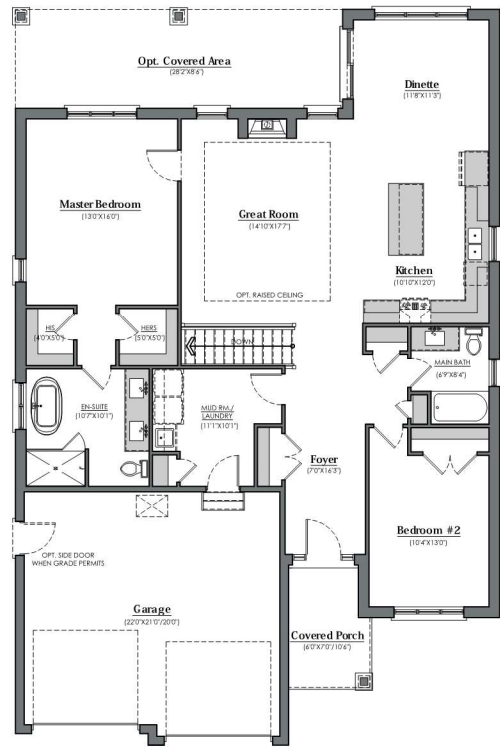 Opt. Covered Area
(28'2"X8'6")
Dinette
(11'8"X11'3")
Master Bedroom
(13'0"X16'0")
Great Room
(14'10"X17'7")
Kitchen
(10'10"X12'0")
OPT. RAISED CEILING
HIS
(4'0"X5'0")
HERS
(5'0"X5'0")
DOWN
MAIN BATH
(6'9"X8'4")
EN-SUITE
(10'7"X10'1")
MUD RM./
LAUNDRY
(11'1"X10'1")
Foyer
(7'0"X16'3")
Bedroom #2
(10'4"X13'0")
OPT. SIDE DOOR
WHEN GRADE PERMITS
Garage
(22'0"X21'0"/20'0")
Covered Porch
(6'0"X7'0"/10'6")